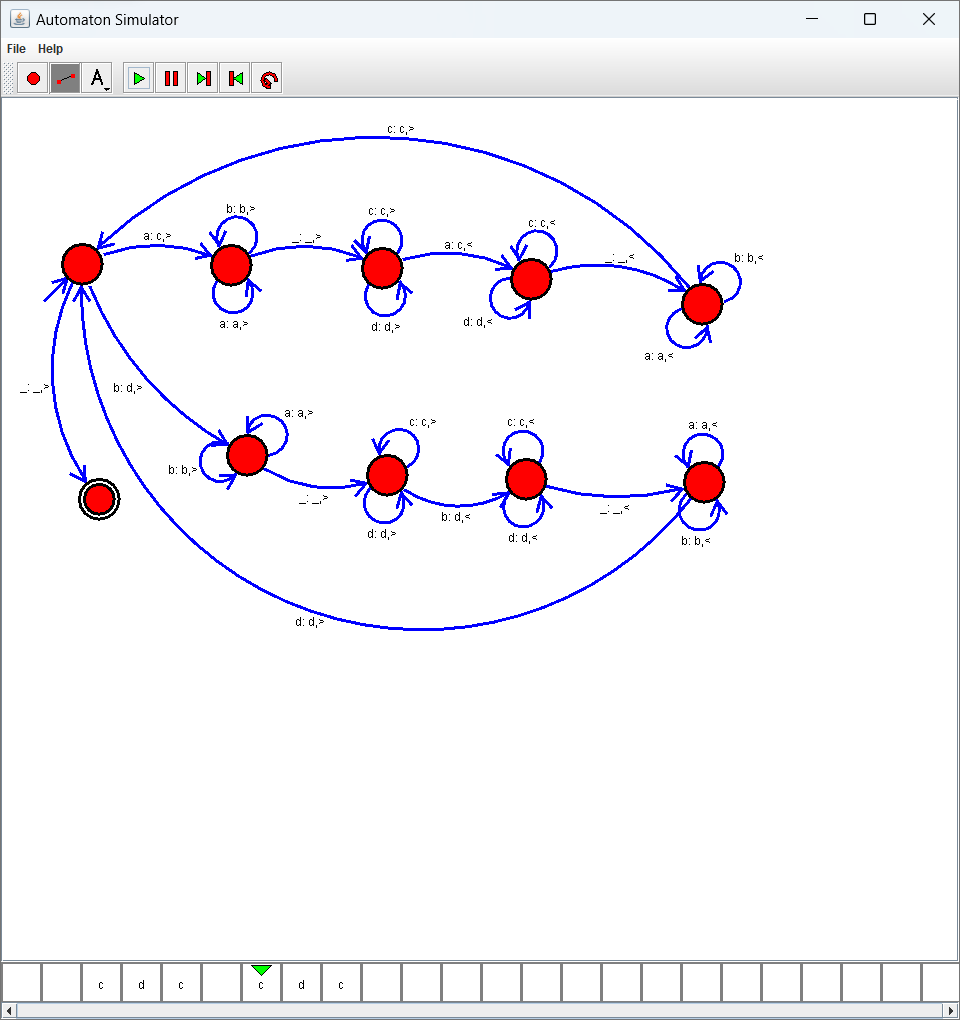 Automaton Simulator
File Help
A
c: c,>
b: b,>
c: c,>
c: c,<
a: c,>
_: _,>
a: c,<
_: _,<
b: b,<
a: a,>
d: d,>
d: d,<
a: a,<
_: _,>
b: d,>
a: a,>
c: c,>
c: c,<
a: a,<
b: b,>
_: _,>
b: d,<
_: _,<
d: d,>
d: d,<
b: b,<
d: d,>
c d c c d c